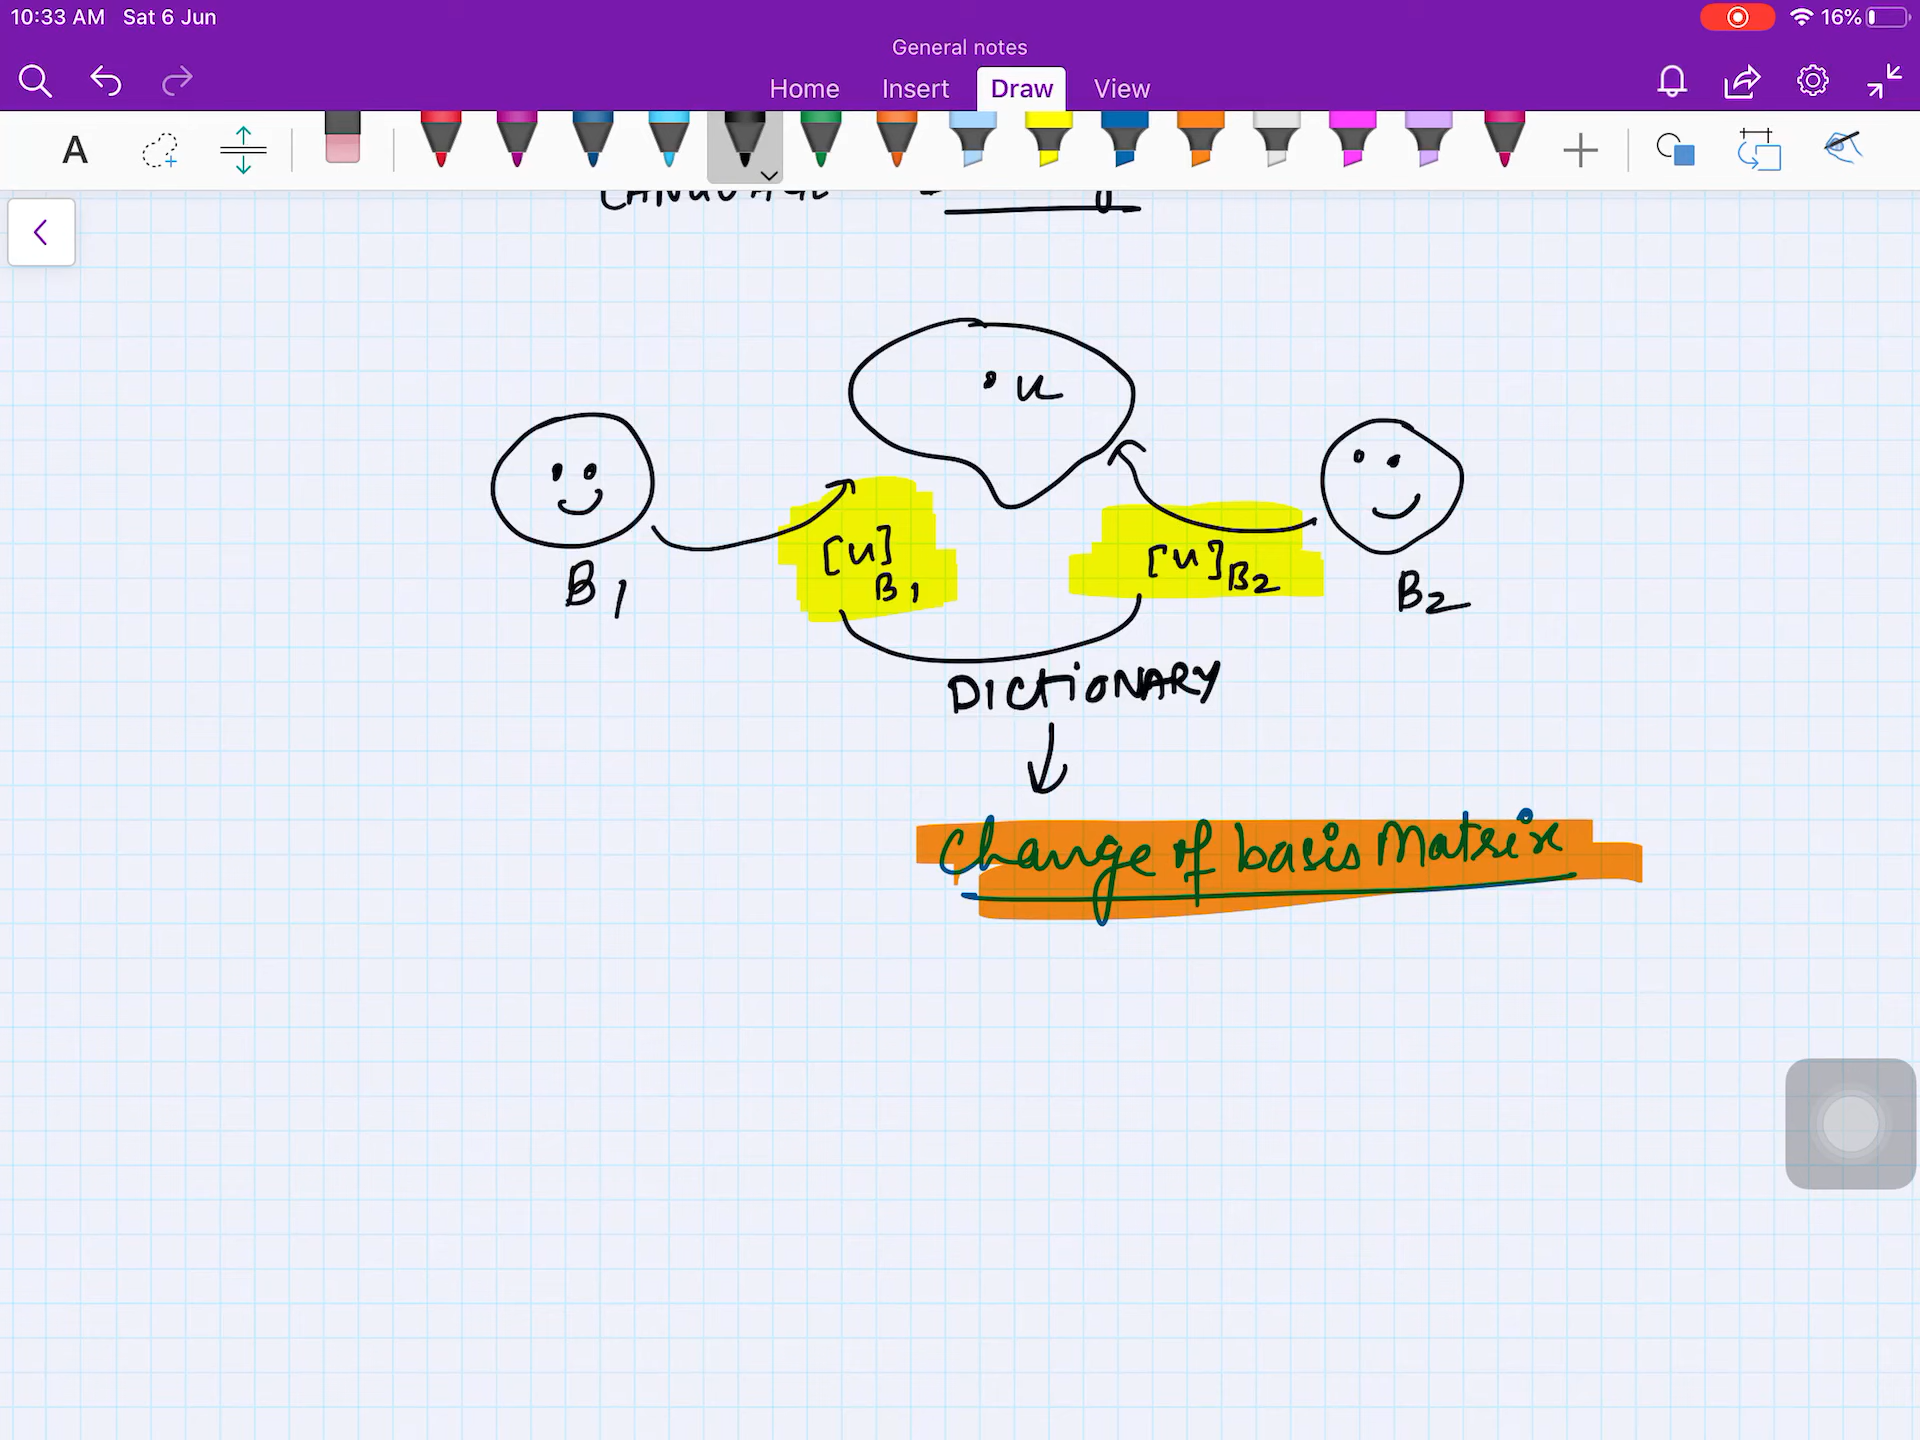 10:33 AM Sat 6 Jun 16%
General notes
Home Insert Draw View
A
LANGUAGE
u
[u]B1
[u]B2
B1
B2
DICTIONARY
Change of basis Matrix